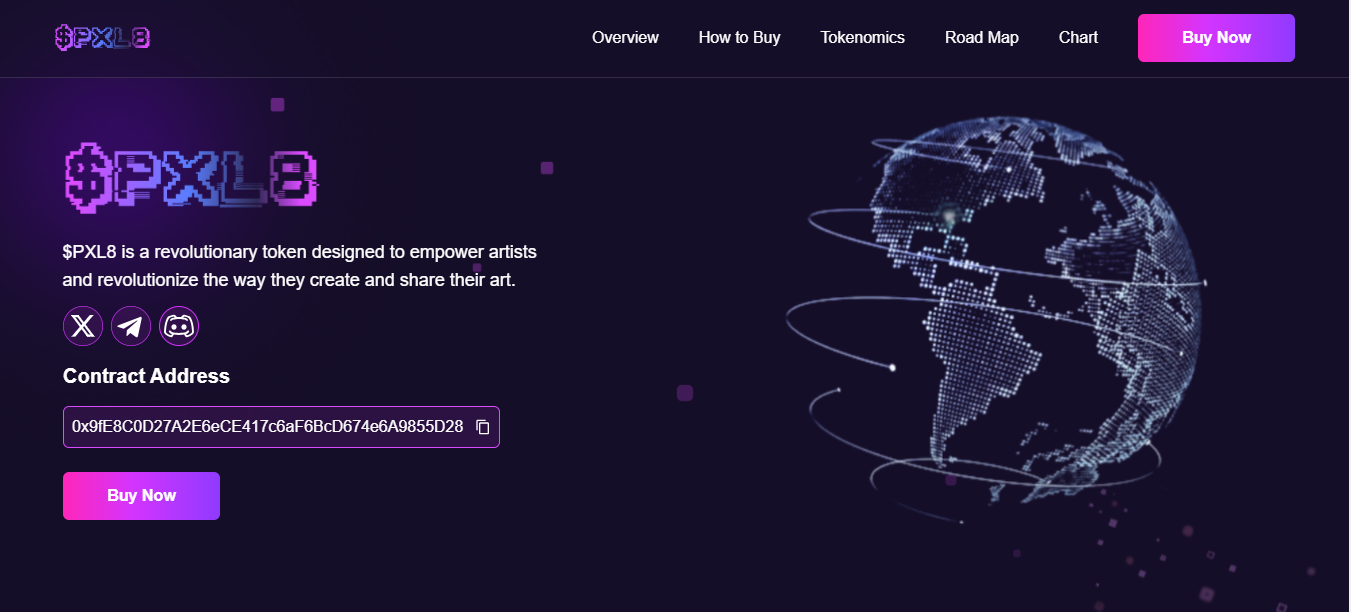 $PXL8
Overview
How to Buy
Tokenomics
Road Map
Chart
Buy Now
$PXL8
$PXL8 is a revolutionary token designed to empower artists
and revolutionize the way they create and share their art.
Contract Address
0x9fE8C0D27A2E6eCE417c6aF6BcD674e6A9855D28
Buy Now